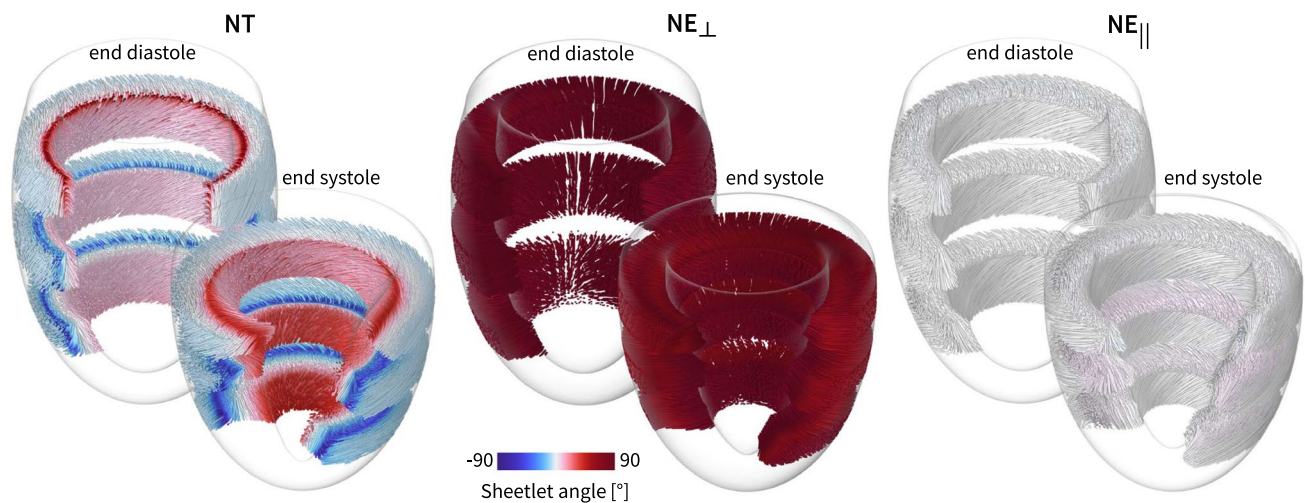 NT
end diastole
end systole
NE⊥
end diastole
end systole
NE||
end diastole
end systole
-90 90
Sheetlet angle [°]